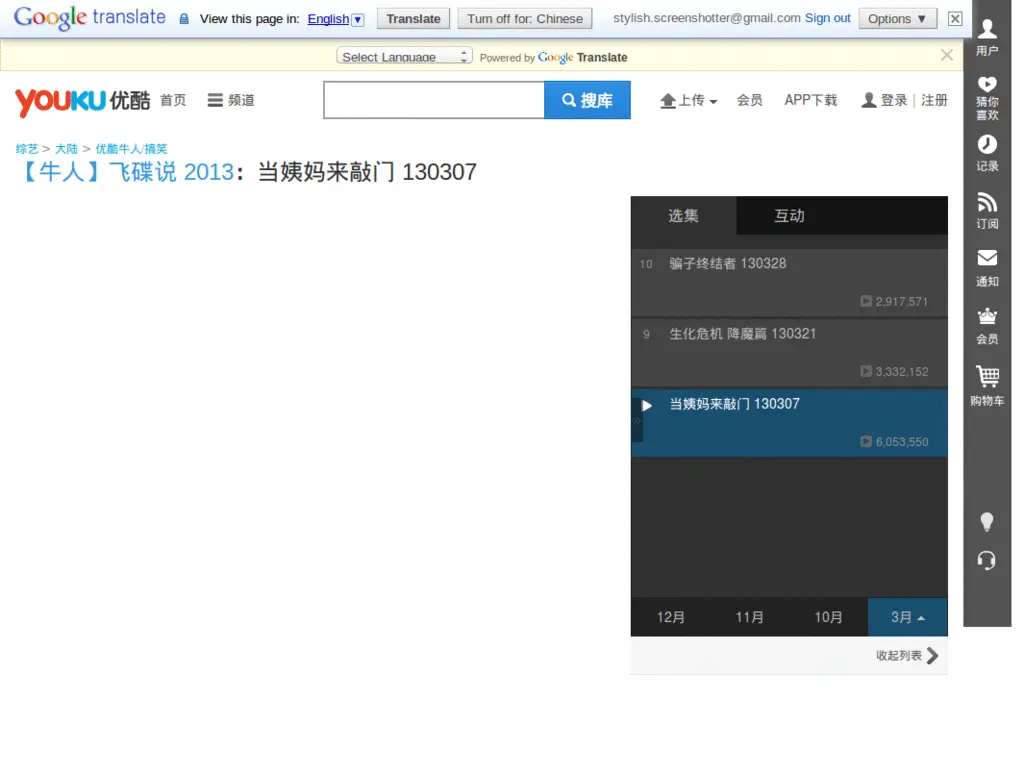 Google translate View this page in: English Translate Turn off for: Chinese stylish.screenshotter@gmail.com Sign out Options ▼
Select Language Powered by Google Translate
YOUKU 优酷 首页 频道 搜库 上传 会员 APP下载 登录 | 注册
综艺 > 大陆 > 优酷牛人/搞笑
【牛人】飞碟说 2013：当姨妈来敲门 130307
选集 互动
10 骗子终结者 130328
2,917,571
9 生化危机 降魔篇 130321
3,332,152
当姨妈来敲门 130307
6,053,550
12月 11月 10月 3月
收起列表
用户
猜你
喜欢
记录
订阅
通知
会员
购物车